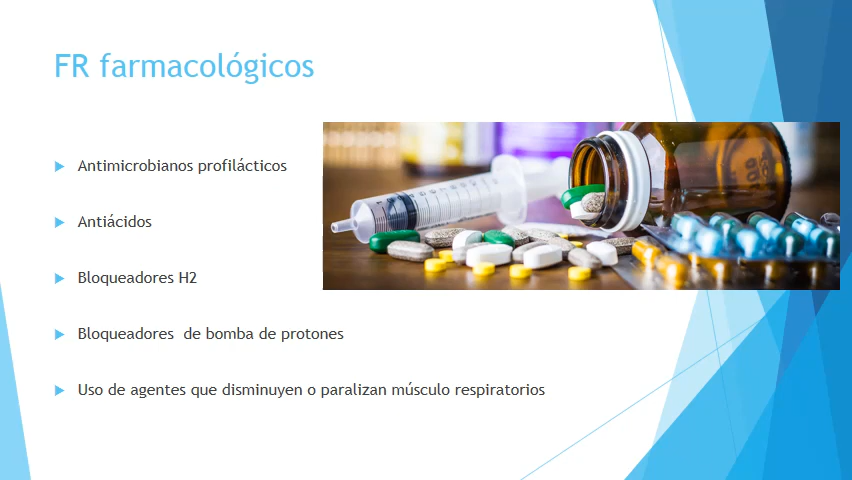 FR farmacológicos
Antimicrobianos profilácticos
Antiácidos
Bloqueadores H2
Bloqueadores  de bomba de protones
Uso de agentes que disminuyen o paralizan músculo respiratorios